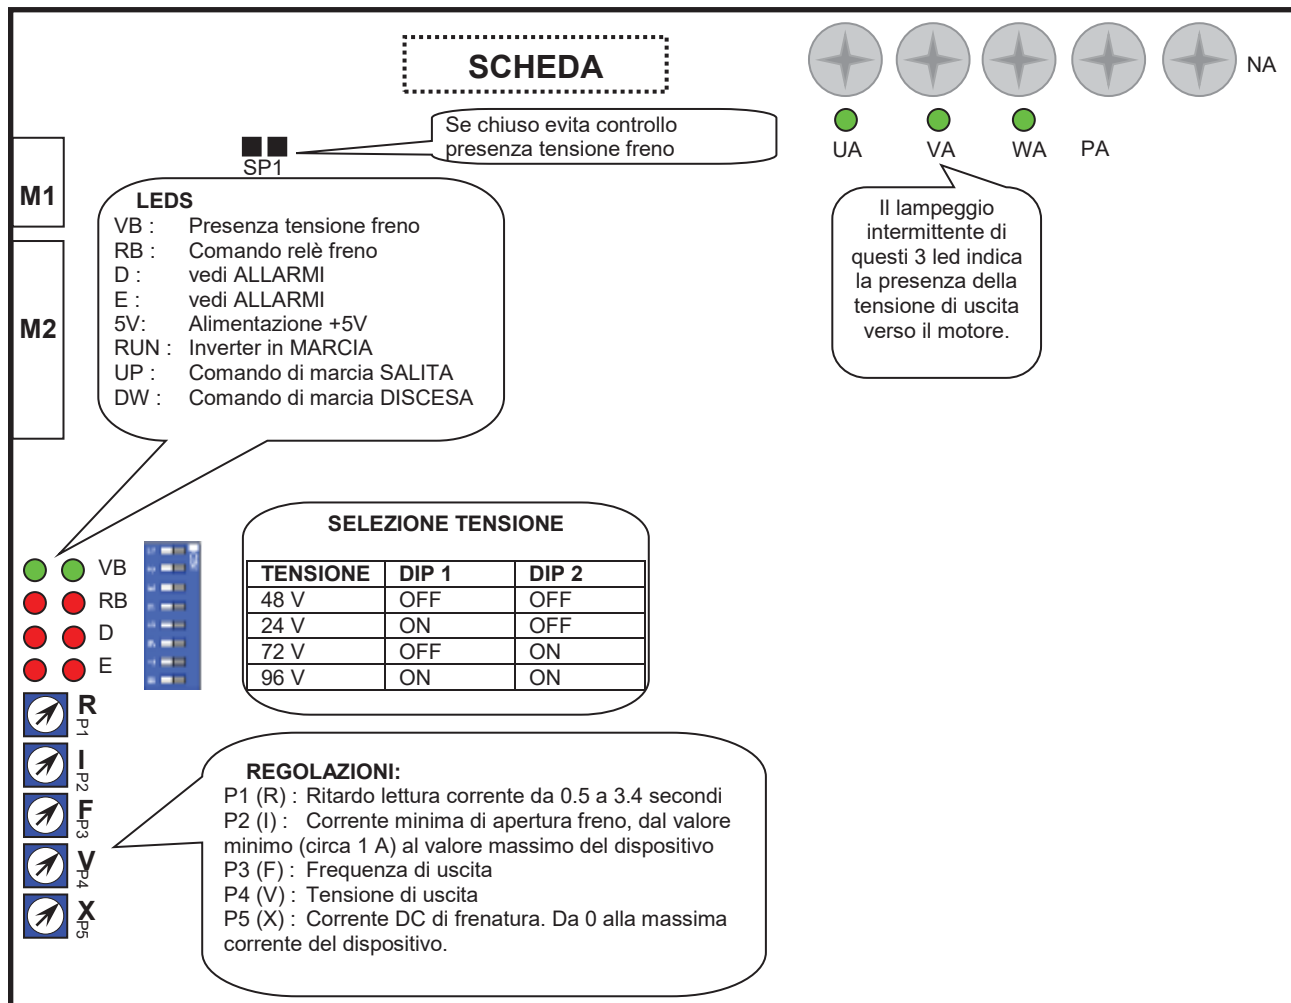 SCHEDA
NA
UA
VA
WA
PA
Se chiuso evita controllo
presenza tensione freno
SP1
M1
M2
LEDS
VB : Presenza tensione freno
RB : Comando relè freno
D : vedi ALLARMI
E : vedi ALLARMI
5V: Alimentazione +5V
RUN : Inverter in MARCIA
UP : Comando di marcia SALITA
DW : Comando di marcia DISCESA
Il lampeggio
intermittente di
questi 3 led indica
la presenza della
tensione di uscita
verso il motore.
VB
RB
D
E
SELEZIONE TENSIONE
TENSIONE DIP 1 DIP 2
48 V OFF OFF
24 V ON OFF
72 V OFF ON
96 V ON ON
R P1
I P2
F P3
V P4
X P5
REGOLAZIONI:
P1 (R) : Ritardo lettura corrente da 0.5 a 3.4 secondi
P2 (I) : Corrente minima di apertura freno, dal valore
minimo (circa 1 A) al valore massimo del dispositivo
P3 (F) : Frequenza di uscita
P4 (V) : Tensione di uscita
P5 (X) : Corrente DC di frenatura. Da 0 alla massima
corrente del dispositivo.